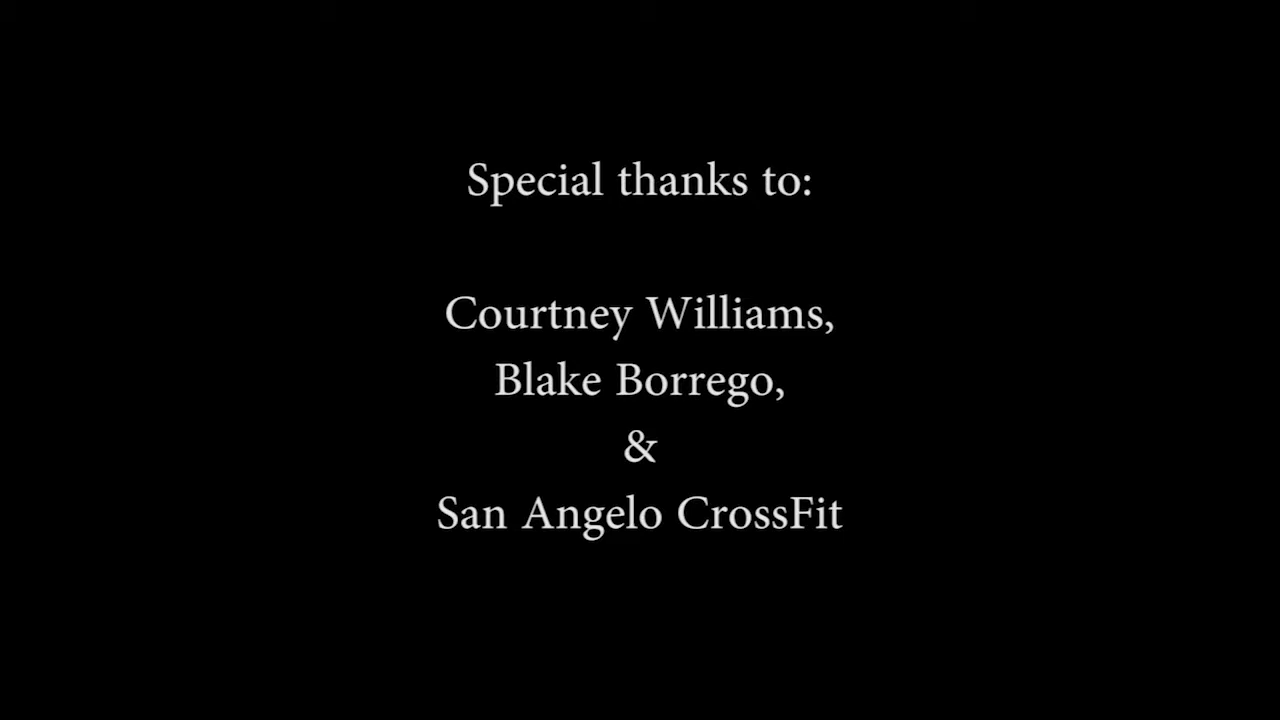 Special thanks to:
Courtney Williams,
Blake Borrego,
&
San Angelo CrossFit